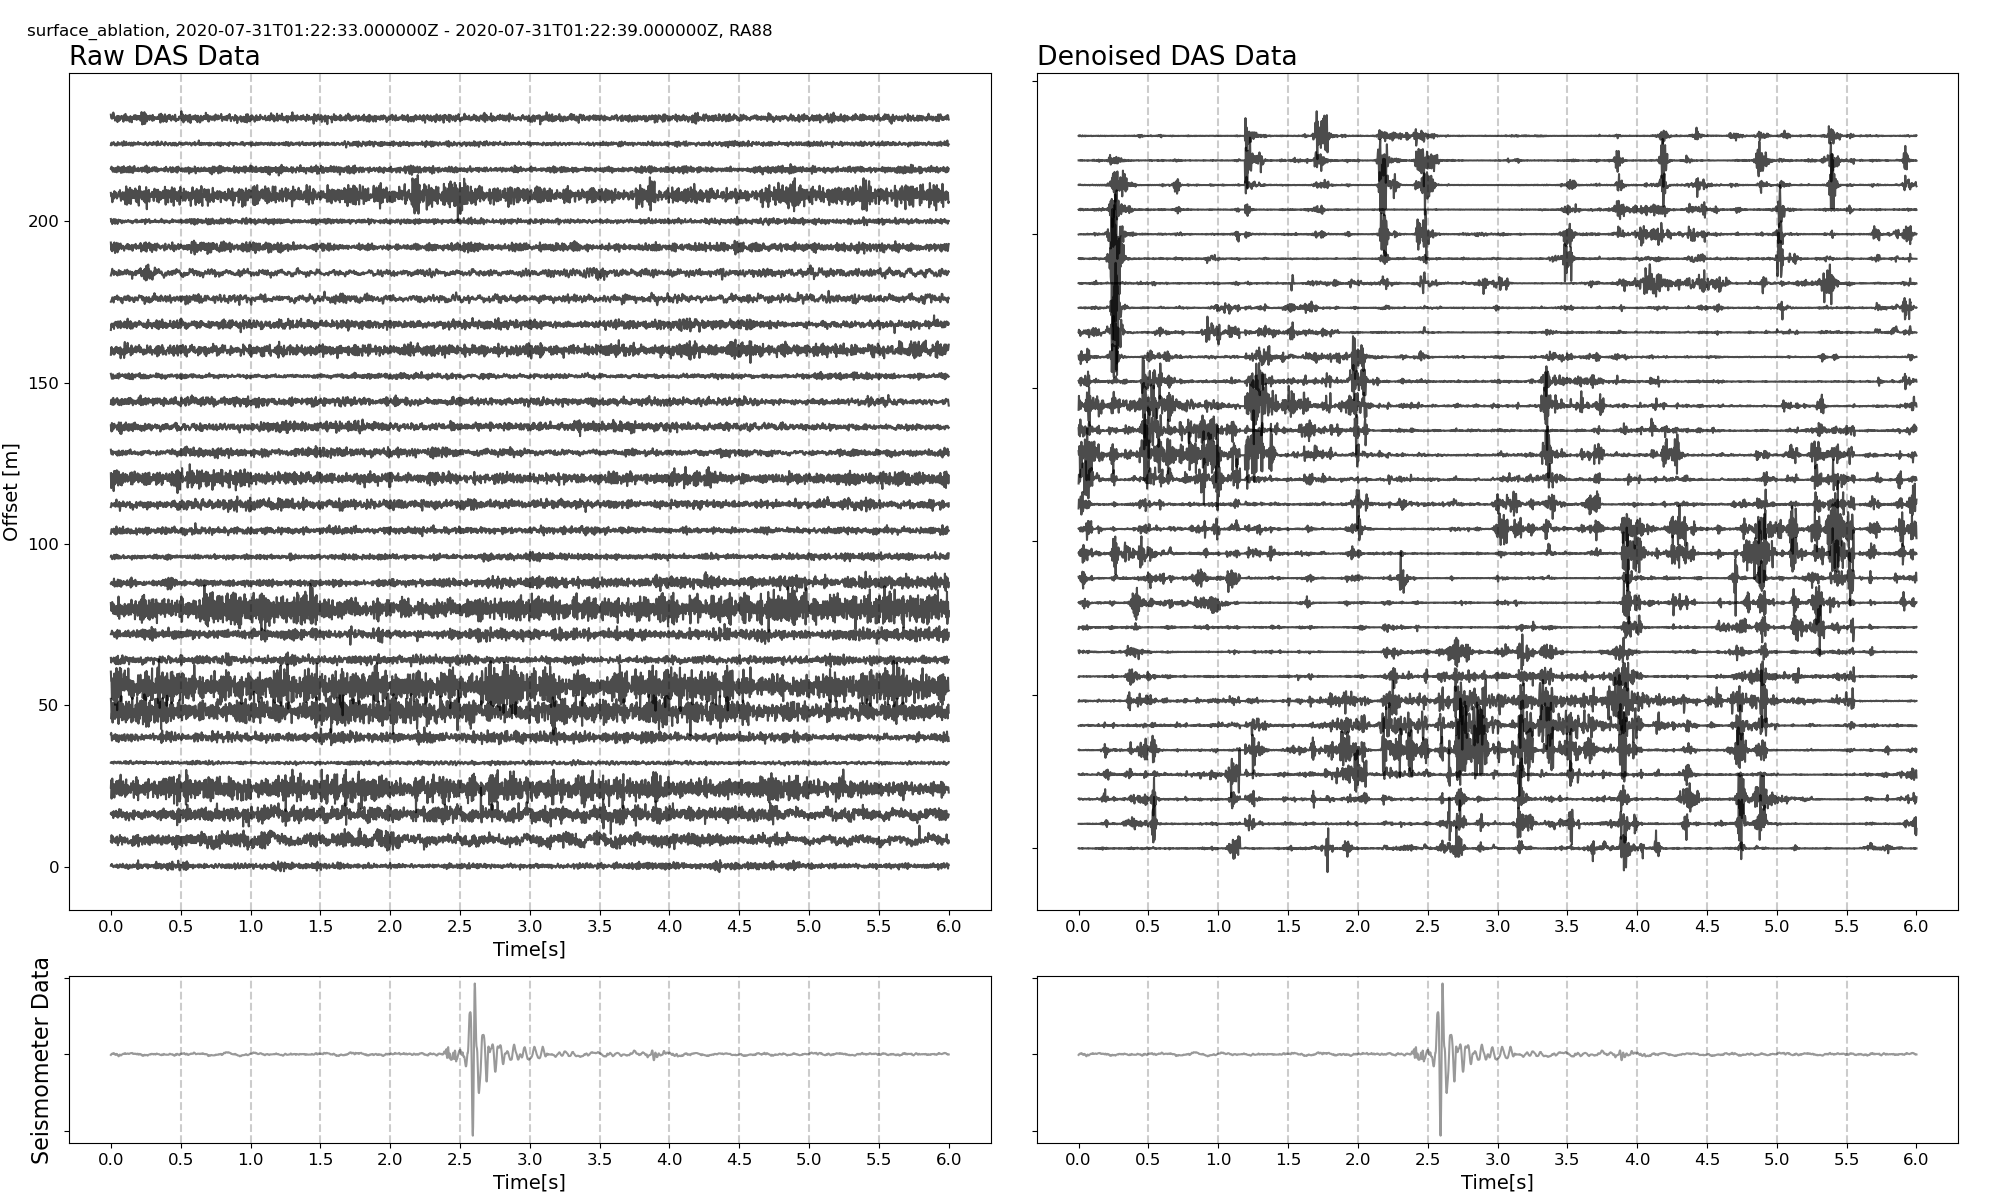 surface_ablation, 2020-07-31T01:22:33.000000Z - 2020-07-31T01:22:39.000000Z, RA88
Raw DAS Data
Denoised DAS Data
Offset [m]
200
150
100
50
0
0.0 0.5 1.0 1.5 2.0 2.5 3.0 3.5 4.0 4.5 5.0 5.5 6.0
Time[s]
0.0 0.5 1.0 1.5 2.0 2.5 3.0 3.5 4.0 4.5 5.0 5.5 6.0
Seismometer Data
0.0 0.5 1.0 1.5 2.0 2.5 3.0 3.5 4.0 4.5 5.0 5.5 6.0
Time[s]
0.0 0.5 1.0 1.5 2.0 2.5 3.0 3.5 4.0 4.5 5.0 5.5 6.0
Time[s]